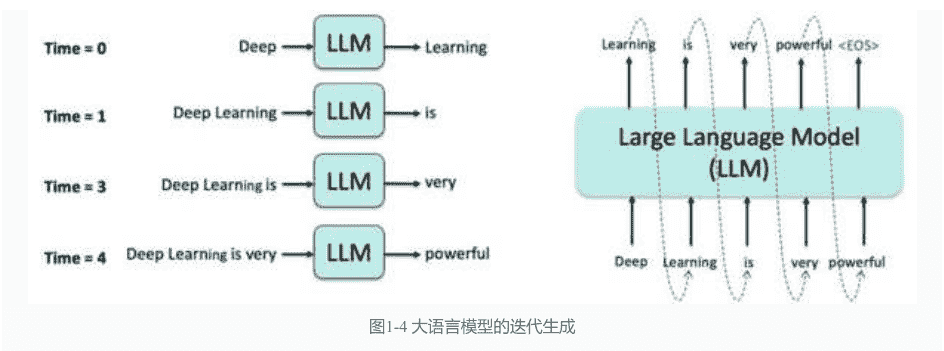 Time = 0 Deep LLM Learning
Time = 1 Deep Learning LLM is
Time = 3 Deep Learning is LLM very
Time = 4 Deep Learning is very LLM powerful
Learning is very powerful <EOS>
Large Language Model
(LLM)
Deep Learning is very powerful
图1-4 大语言模型的迭代生成